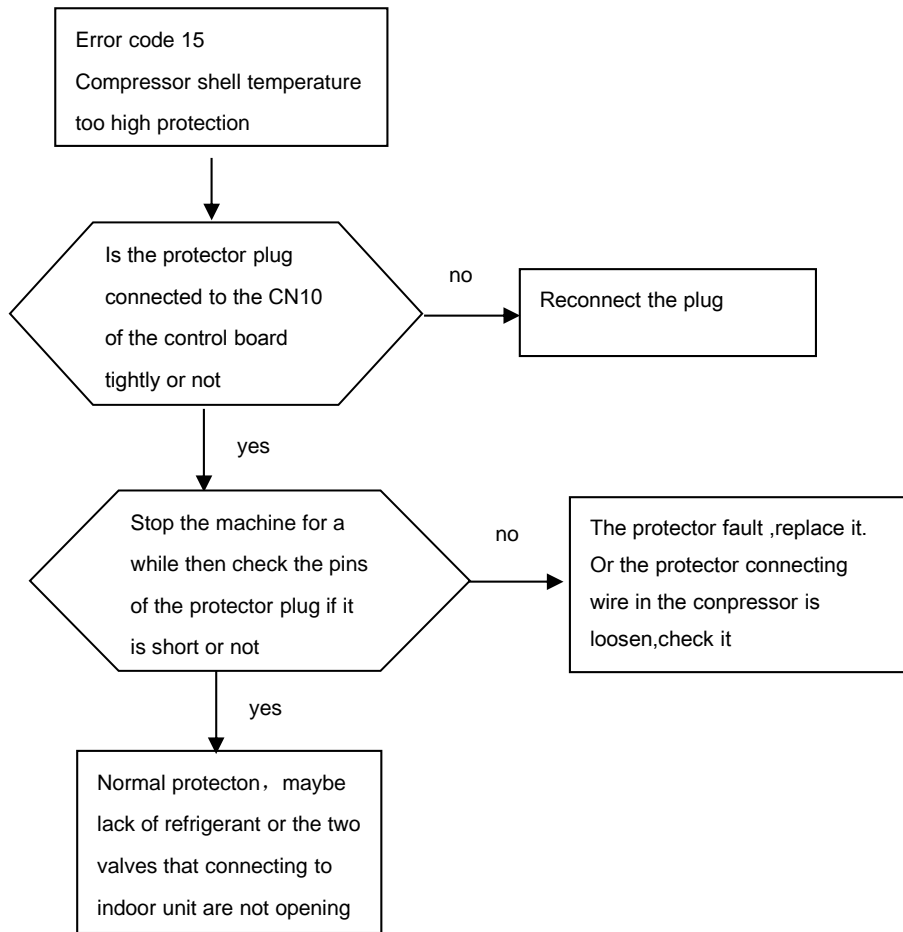 Error code 15
Compressor shell temperature
too high protection
Is the protector plug
connected to the CN10
of the control board
tightly or not
no
Reconnect the plug
yes
Stop the machine for a
while then check the pins
of the protector plug if it
is short or not
no
The protector fault ,replace it.
Or the protector connecting
wire in the conpressor is
loosen,check it
yes
Normal protecton，maybe
lack of refrigerant or the two
valves that connecting to
indoor unit are not opening